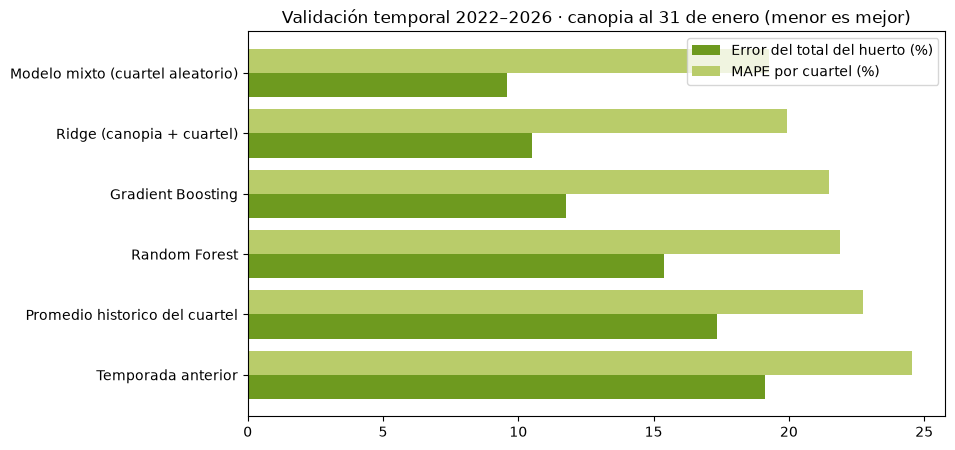 Validación temporal 2022–2026 · canopia al 31 de enero (menor es mejor)
Error del total del huerto (%)
MAPE por cuartel (%)
Modelo mixto (cuartel aleatorio)
Ridge (canopia + cuartel)
Gradient Boosting
Random Forest
Promedio historico del cuartel
Temporada anterior
0 5 10 15 20 25